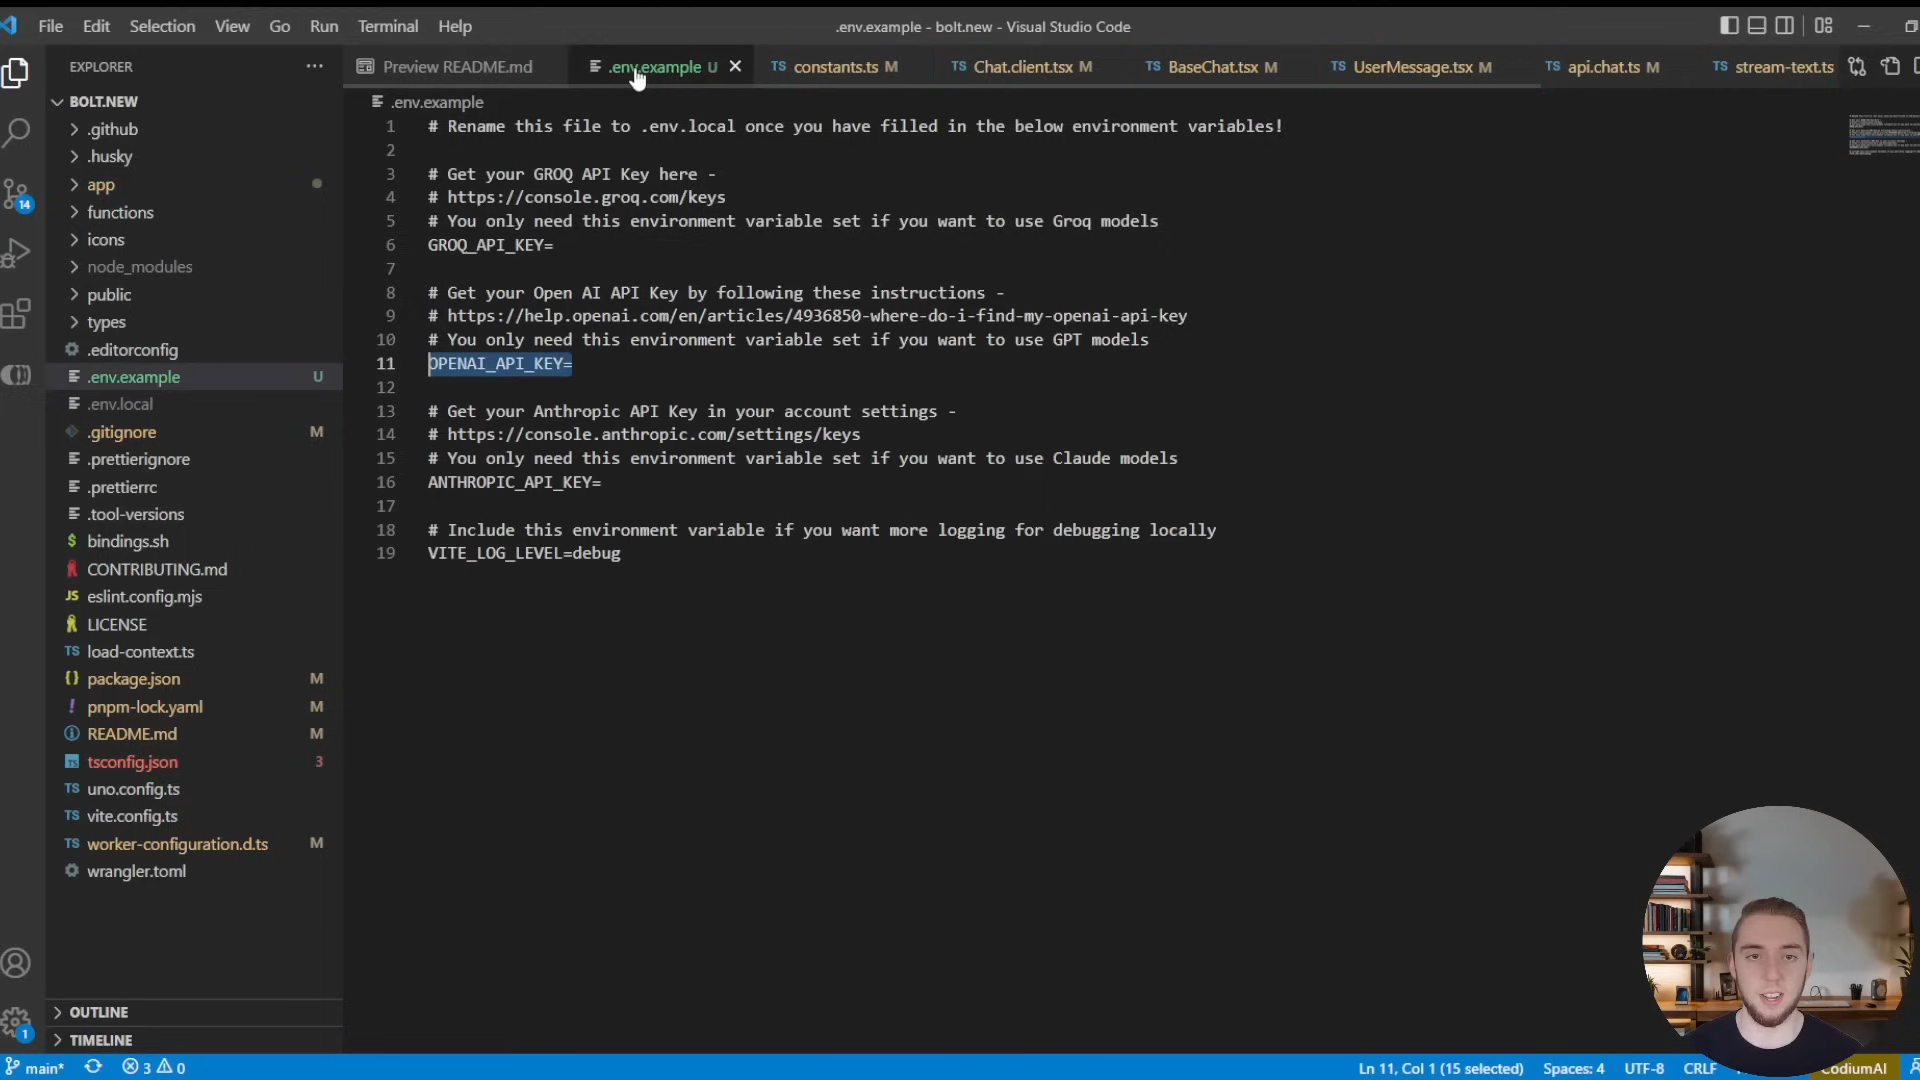 File Edit Selection View Go Run Terminal Help
.env.example - bolt.new - Visual Studio Code
EXPLORER
Preview README.md
.env.example U
TS constants.ts M
TS Chat.client.tsx M
TS BaseChat.tsx M
TS UserMessage.tsx M
TS api.chat.ts M
TS stream-text.ts
BOLT.NEW
.github
.husky
app
functions
icons
node_modules
public
types
.editorconfig
.env.example U
.env.local
.gitignore M
.prettierignore
.prettierrc
.tool-versions
$ bindings.sh
CONTRIBUTING.md
JS eslint.config.mjs
LICENSE
TS load-context.ts
{} package.json M
! pnpm-lock.yaml M
README.md M
TS tsconfig.json 3
TS uno.config.ts
TS vite.config.ts
TS worker-configuration.d.ts M
wrangler.toml
OUTLINE
TIMELINE
14
1
.env.example
1 # Rename this file to .env.local once you have filled in the below environment variables!
2
3 # Get your GROQ API Key here -
4 # https://console.groq.com/keys
5 # You only need this environment variable set if you want to use Groq models
6 GROQ_API_KEY=
7
8 # Get your Open AI API Key by following these instructions -
9 # https://help.openai.com/en/articles/4936850-where-do-i-find-my-openai-api-key
10 # You only need this environment variable set if you want to use GPT models
11 OPENAI_API_KEY=
12
13 # Get your Anthropic API Key in your account settings -
14 # https://console.anthropic.com/settings/keys
15 # You only need this environment variable set if you want to use Claude models
16 ANTHROPIC_API_KEY=
17
18 # Include this environment variable if you want more logging for debugging locally
19 VITE_LOG_LEVEL=debug
main* 3 0
Ln 11, Col 1 (15 selected) Spaces: 4 UTF-8 CRLF CodiumAI